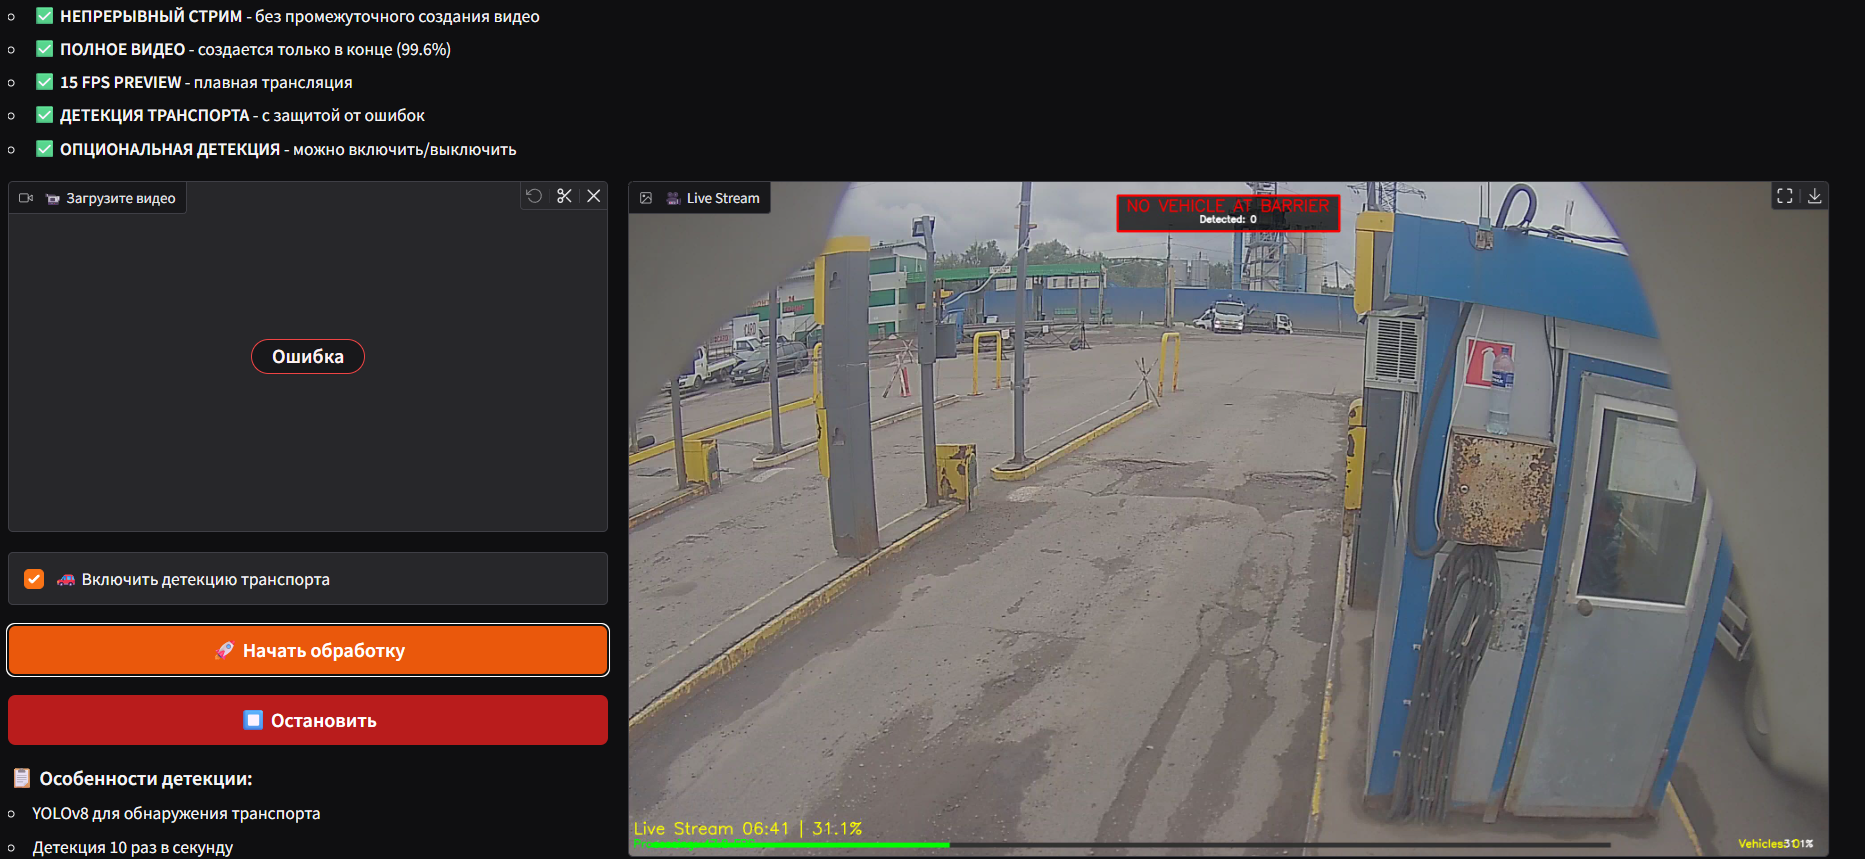 ✅ НЕПРЕРЫВНЫЙ СТРИМ - без промежуточного создания видео
✅ ПОЛНОЕ ВИДЕО - создается только в конце (99.6%)
✅ 15 FPS PREVIEW - плавная трансляция
✅ ДЕТЕКЦИЯ ТРАНСПОРТА - с защитой от ошибок
✅ ОПЦИОНАЛЬНАЯ ДЕТЕКЦИЯ - можно включить/выключить
Загрузите видео
Ошибка
Включить детекцию транспорта
Начать обработку
Остановить
Особенности детекции:
YOLOv8 для обнаружения транспорта
Детекция 10 раз в секунду
Live Stream
NO VEHICLE AT BARRIER
Detected: 0
Live Stream 06:41 | 31.1%
Vehicles